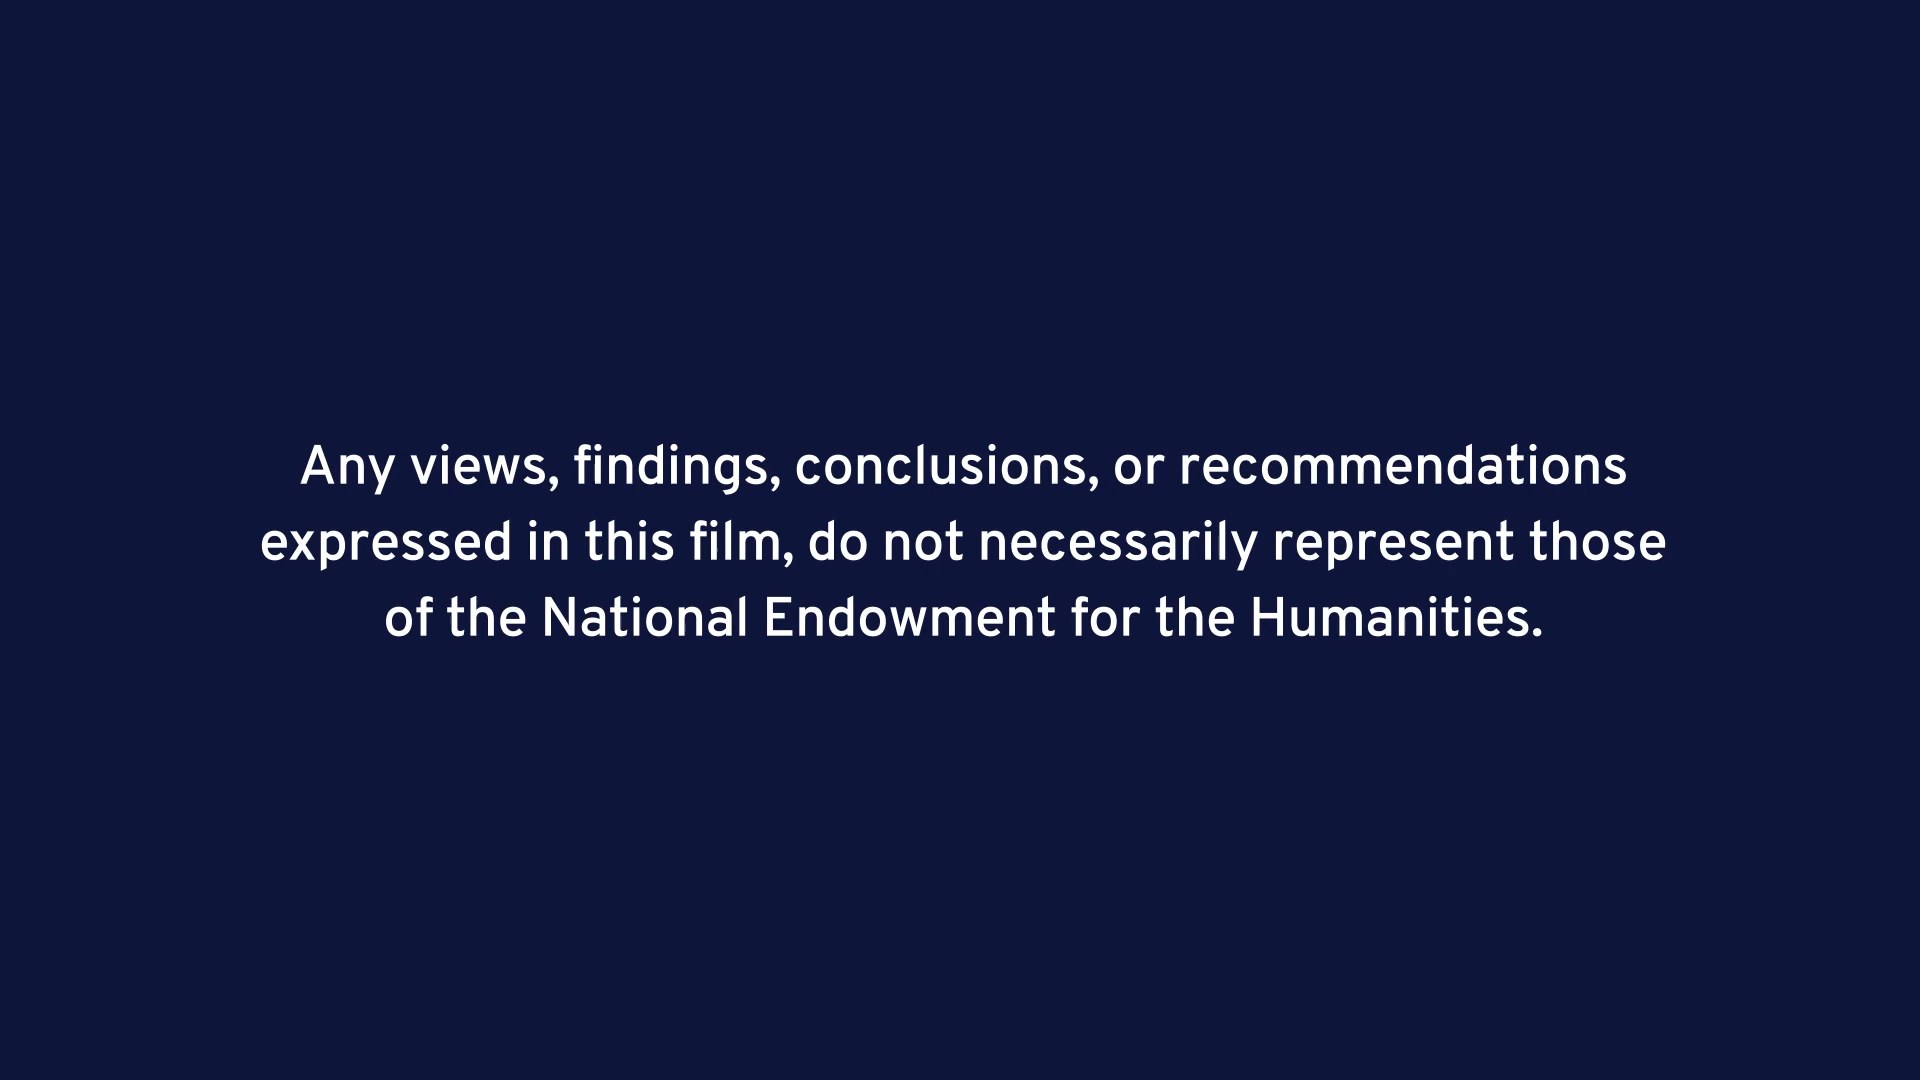 Any views, findings, conclusions, or recommendations
expressed in this film, do not necessarily represent those
of the National Endowment for the Humanities.